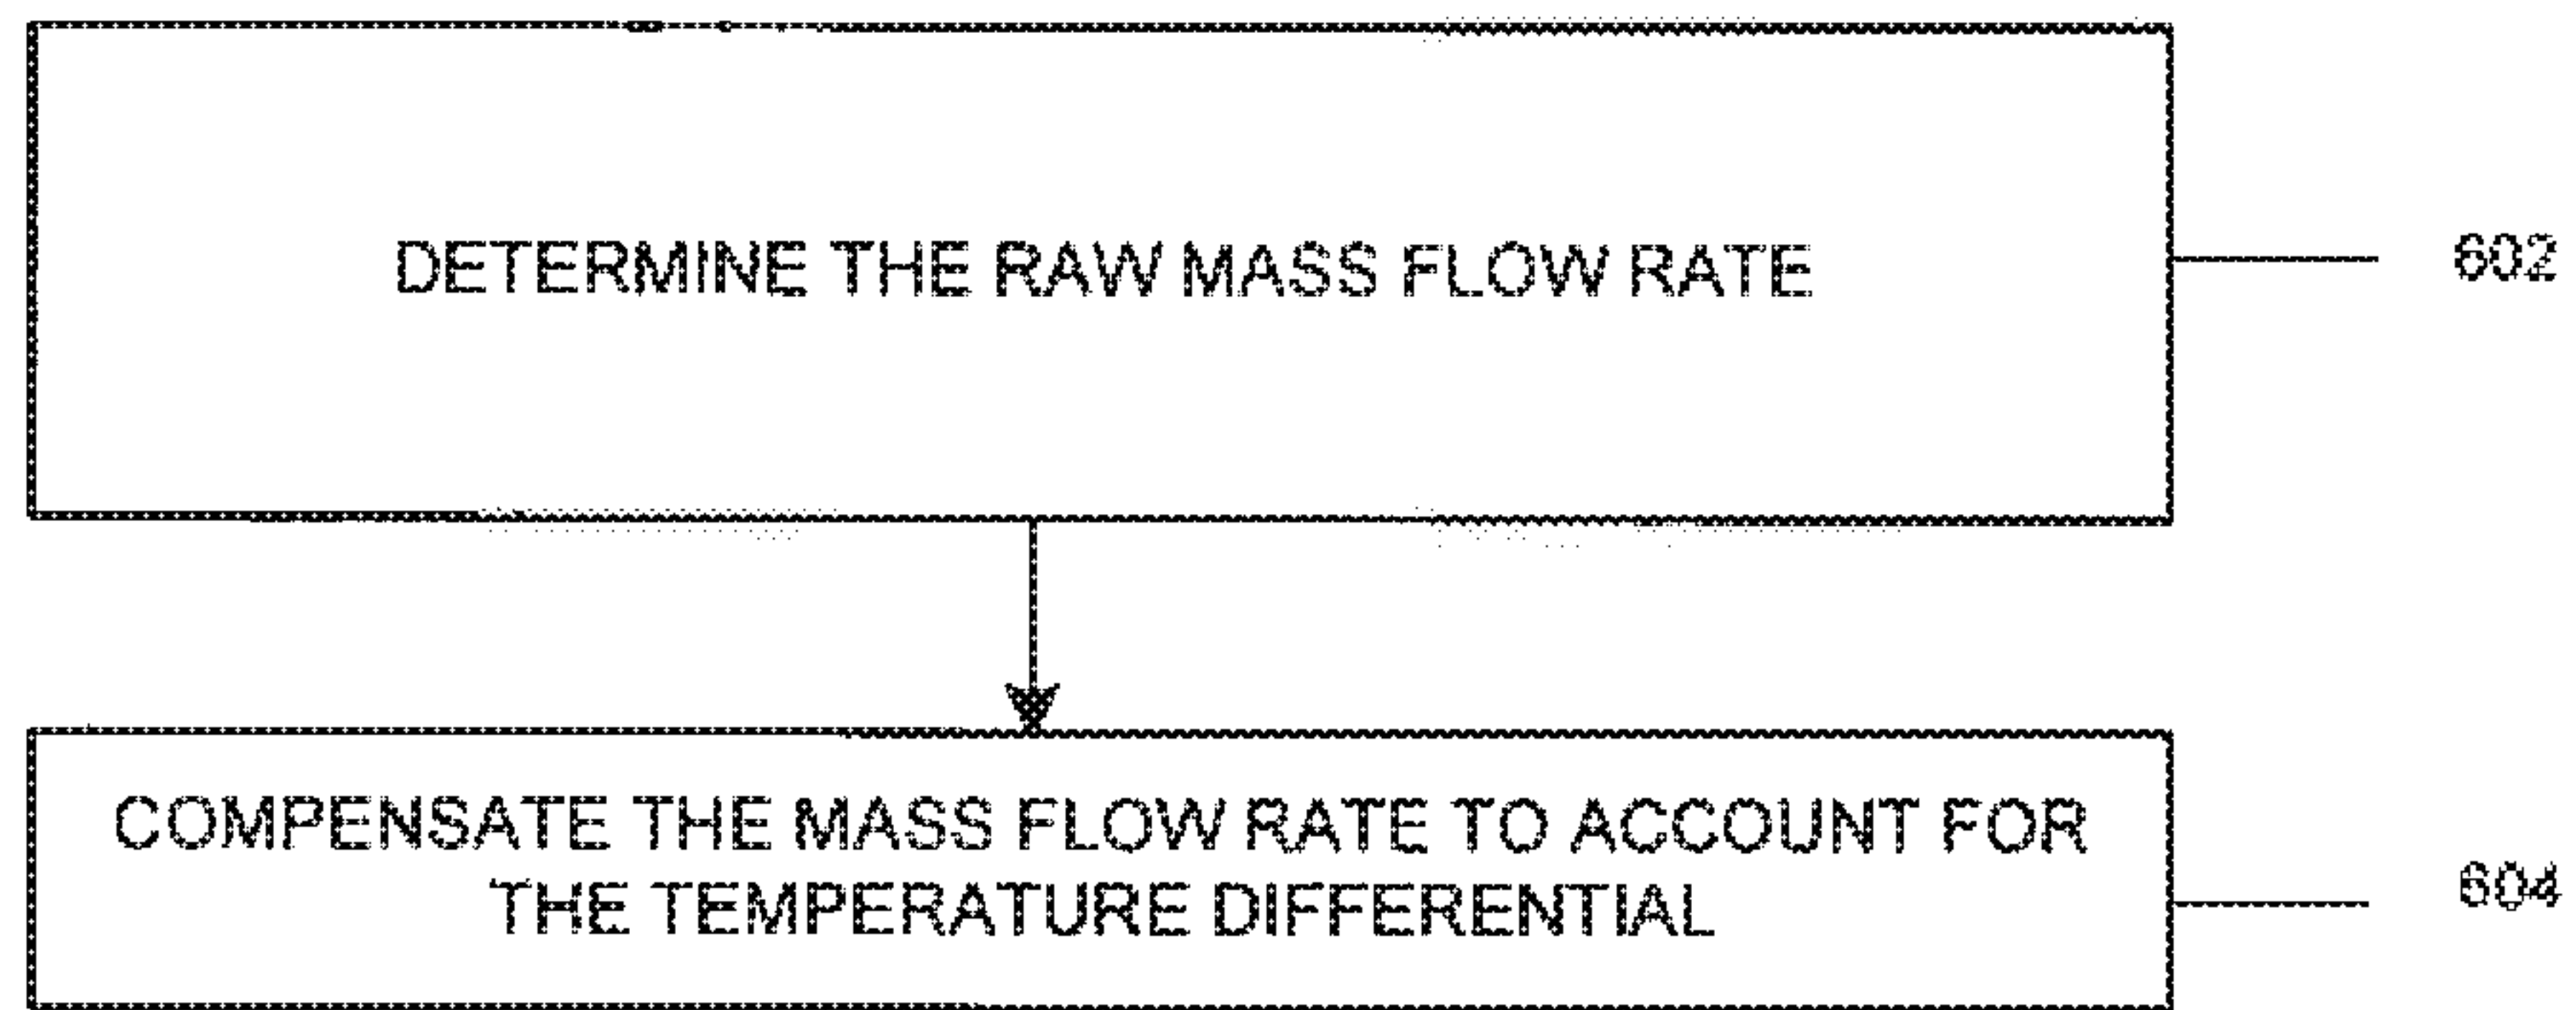 DETERMINE THE RAW MASS FLOW RATE
602
COMPENSATE THE MASS FLOW RATE TO ACCOUNT FOR
THE TEMPERATURE DIFFERENTIAL
604